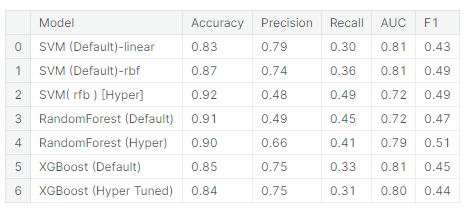 Model Accuracy Precision Recall AUC F1
0 SVM (Default)-linear 0.83 0.79 0.30 0.81 0.43
1 SVM (Default)-rbf 0.87 0.74 0.36 0.81 0.49
2 SVM( rfb ) [Hyper] 0.92 0.48 0.49 0.72 0.49
3 RandomForest (Default) 0.91 0.49 0.45 0.72 0.47
4 RandomForest (Hyper) 0.90 0.66 0.41 0.79 0.51
5 XGBoost (Default) 0.85 0.75 0.33 0.81 0.45
6 XGBoost (Hyper Tuned) 0.84 0.75 0.31 0.80 0.44